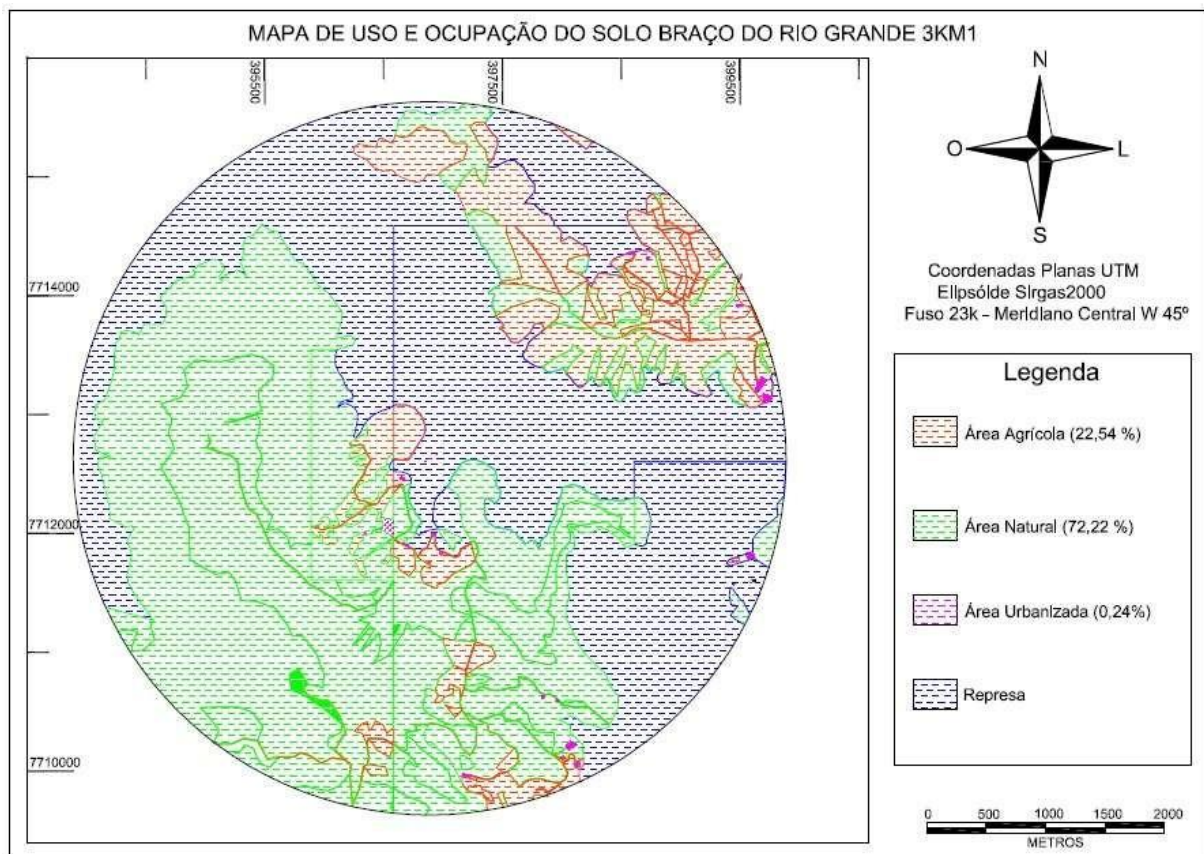 MAPA DE USO E OCUPAÇÃO DO SOLO BRAÇO DO RIO GRANDE 3KM1
395500
397500
399500
7714000
7712000
7710000
N
O
L
S
Coordenadas Planas UTM
Elipsóide Sirgas2000
Fuso 23k - Meridiano Central W 45º
Legenda
Área Agrícola (22,54 %)
Área Natural (72,22 %)
Área Urbanizada (0,24%)
Represa
0 500 1000 1500 2000
METROS